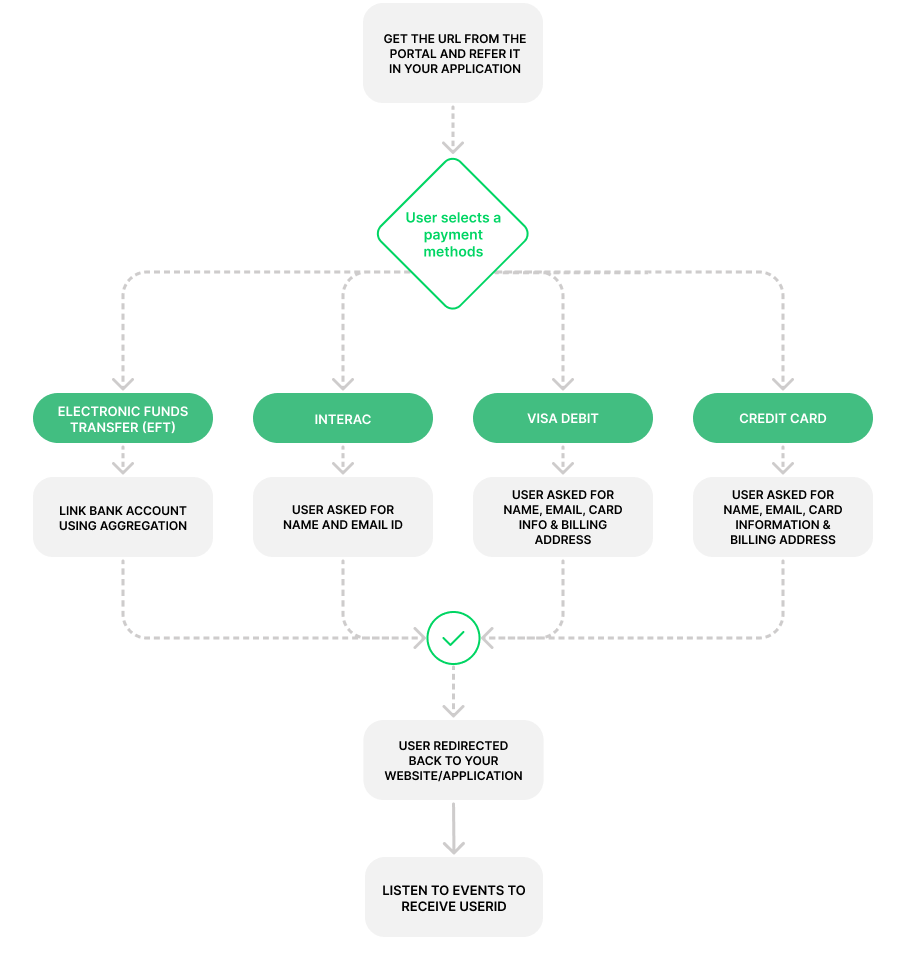 GET THE URL FROM THE
PORTAL AND REFER IT
IN YOUR APPLICATION
User selects a
payment
methods
ELECTRONIC FUNDS
TRANSFER (EFT)
INTERAC
VISA DEBIT
CREDIT CARD
LINK BANK ACCOUNT
USING AGGREGATION
USER ASKED FOR
NAME AND EMAIL ID
USER ASKED FOR
NAME, EMAIL, CARD
INFO & BILLING
ADDRESS
USER ASKED FOR
NAME, EMAIL, CARD
INFORMATION &
BILLING ADDRESS
USER REDIRECTED
BACK TO YOUR
WEBSITE/APPLICATION
LISTEN TO EVENTS TO
RECEIVE USERID